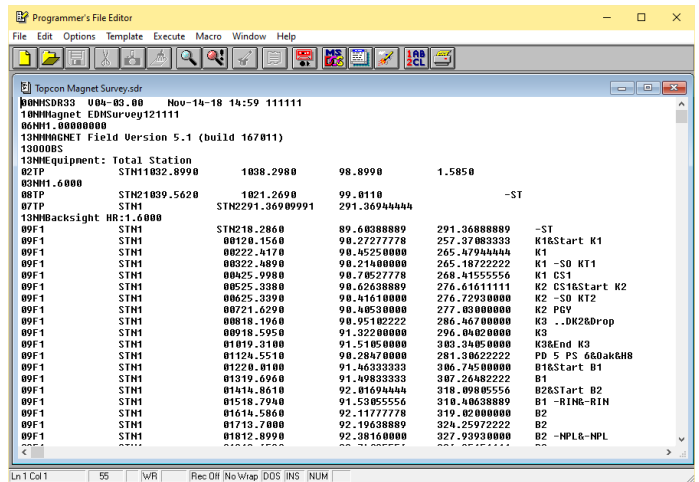 Programmer's File Editor
File Edit Options Template Execute Macro Window Help
MS DOS 1AB 2CL
Topcon Magnet Survey.sdr
00NMSDR33 V04-03.00 Nov-14-18 14:59 111111
10NMMagnet EDMSurvey121111
06NM1.00000000
13NMMAGNET Field Version 5.1 (build 167011)
13OOOBS
13NMEquipment: Total Station
02TP STN11032.8990 1038.2980 98.8990 1.5850
03NM1.6000
08TP STN21039.5620 1021.2690 99.0110 -ST
07TP STN1 STN2291.36909991 291.36944444
13NMBacksight HR:1.6000
09F1 STN1 STN218.2860 89.60388889 291.36888889 -ST
09F1 STN1 00120.1560 90.27277778 257.37083333 K1&Start K1
09F1 STN1 00222.4170 90.45250000 265.47944444 K1
09F1 STN1 00322.4890 90.21400000 265.18722222 K1 -SO KT1
09F1 STN1 00425.9980 90.70527778 268.41555556 K1 CS1
09F1 STN1 00525.3380 90.62638889 276.61611111 K2 CS1&Start K2
09F1 STN1 00625.3390 90.41610000 276.72930000 K2 -SO KT2
09F1 STN1 00721.6290 90.40530000 277.03000000 K2 PGY
09F1 STN1 00818.1960 90.95102222 286.46700000 K3 ..DK2&Drop
09F1 STN1 00918.5950 91.32200000 296.04020000 K3
09F1 STN1 01019.3100 91.51050000 303.34050000 K3&End K3
09F1 STN1 01124.5510 90.28470000 281.30622222 PD 5 PS 6&Oak&H8
09F1 STN1 01220.0100 91.46333333 306.74500000 B1&Start B1
09F1 STN1 01319.6960 91.49833333 307.26482222 B1
09F1 STN1 01414.8610 92.01694444 318.09805556 B2&STart B2
09F1 STN1 01518.7940 91.53055556 310.40638889 B1 -RIN&-RIN
09F1 STN1 01614.5860 92.11777778 319.02000000 B2
09F1 STN1 01713.7000 92.19638889 324.25972222 B2
09F1 STN1 01812.8990 92.38160000 327.93930000 B2 -NPL&-NPL
Ln 1 Col 1 55 WR Rec Off No Wrap DOS INS NUM